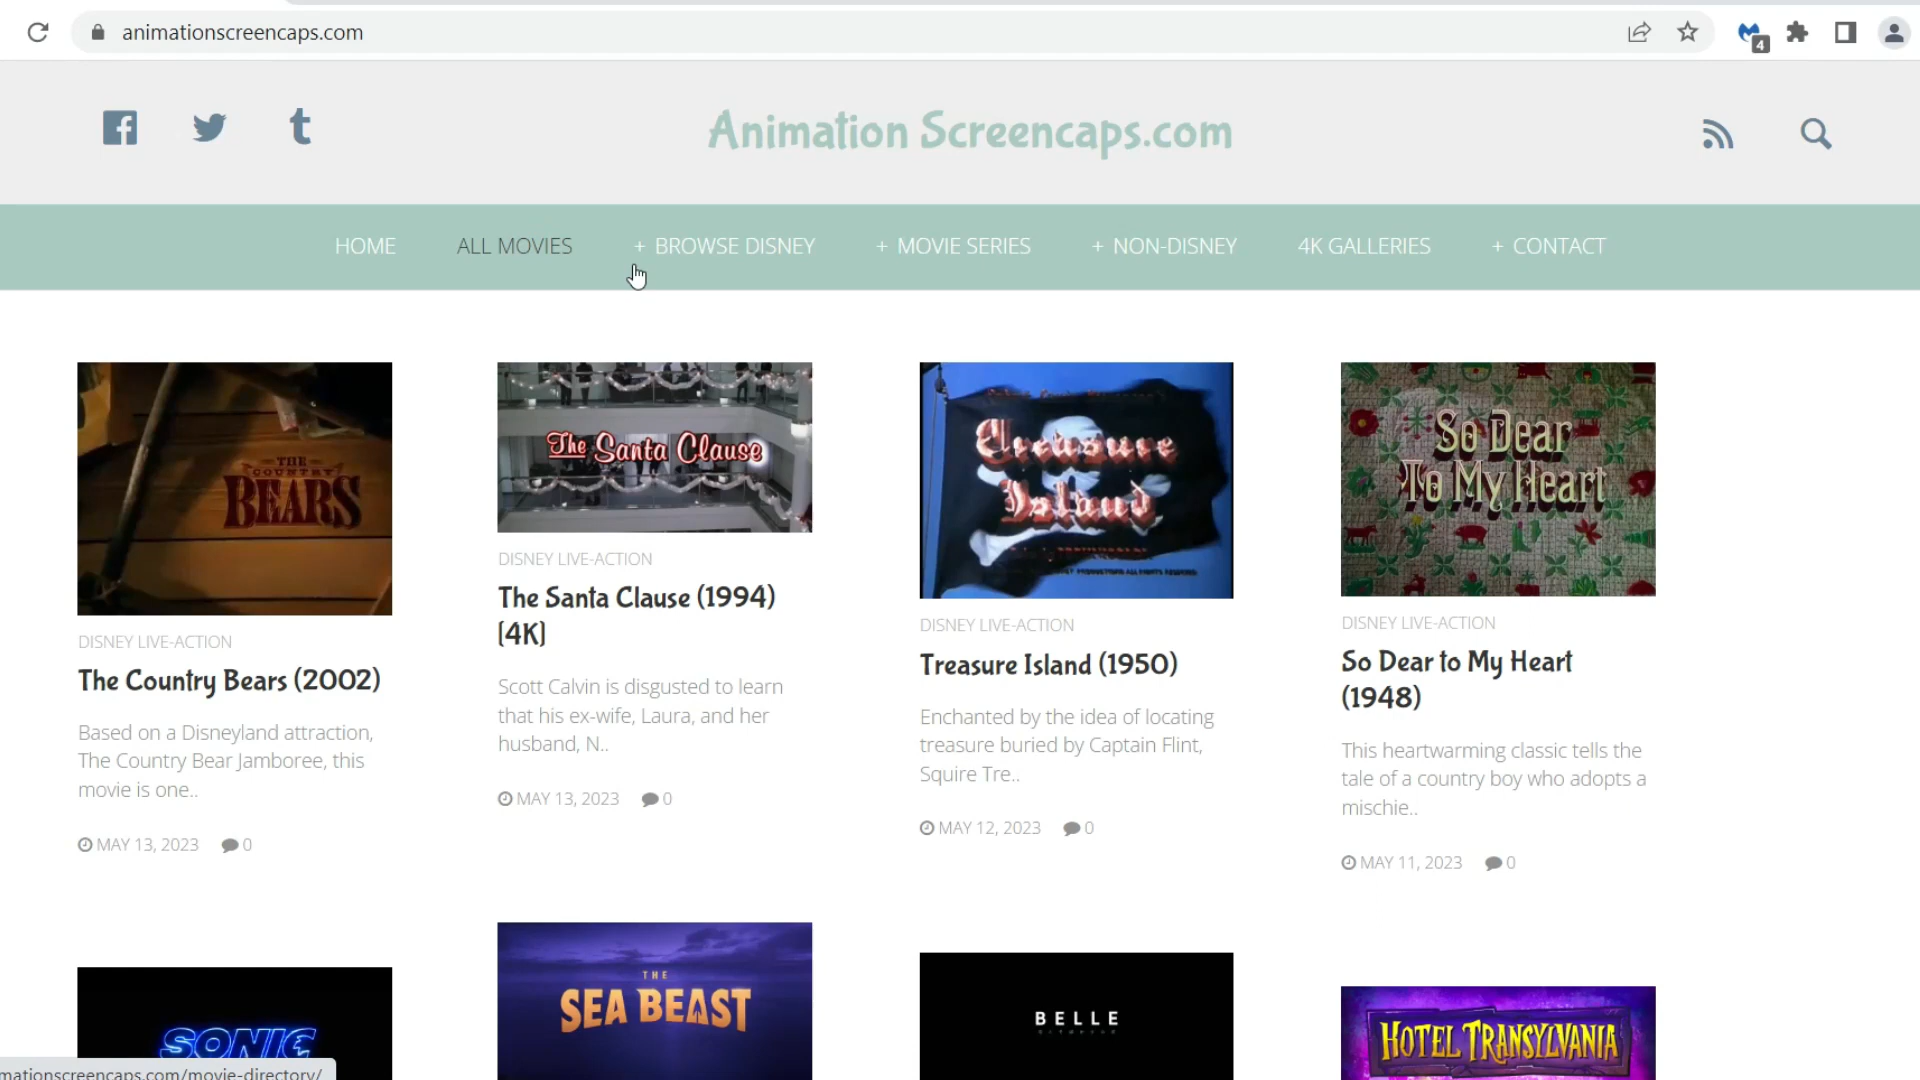 animationscreencaps.com
4
Animation Screencaps.com
HOME ALL MOVIES + BROWSE DISNEY + MOVIE SERIES + NON-DISNEY 4K GALLERIES + CONTACT
THE
COUNTRY
BEARS
DISNEY LIVE-ACTION
The Country Bears (2002)
Based on a Disneyland attraction,
The Country Bear Jamboree, this
movie is one..
MAY 13, 2023 0
The Santa Clause
DISNEY LIVE-ACTION
The Santa Clause (1994)
[4K]
Scott Calvin is disgusted to learn
that his ex-wife, Laura, and her
husband, N..
MAY 13, 2023 0
Treasure
Island
DISNEY LIVE-ACTION
Treasure Island (1950)
Enchanted by the idea of locating
treasure buried by Captain Flint,
Squire Tre..
MAY 12, 2023 0
So Dear
To My Heart
DISNEY LIVE-ACTION
So Dear to My Heart
(1948)
This heartwarming classic tells the
tale of a country boy who adopts a
mischie..
MAY 11, 2023 0
SONIC
THE
SEA BEAST
BELLE
HOTEL TRANSYLVANIA
mationscreencaps.com/movie-directory/